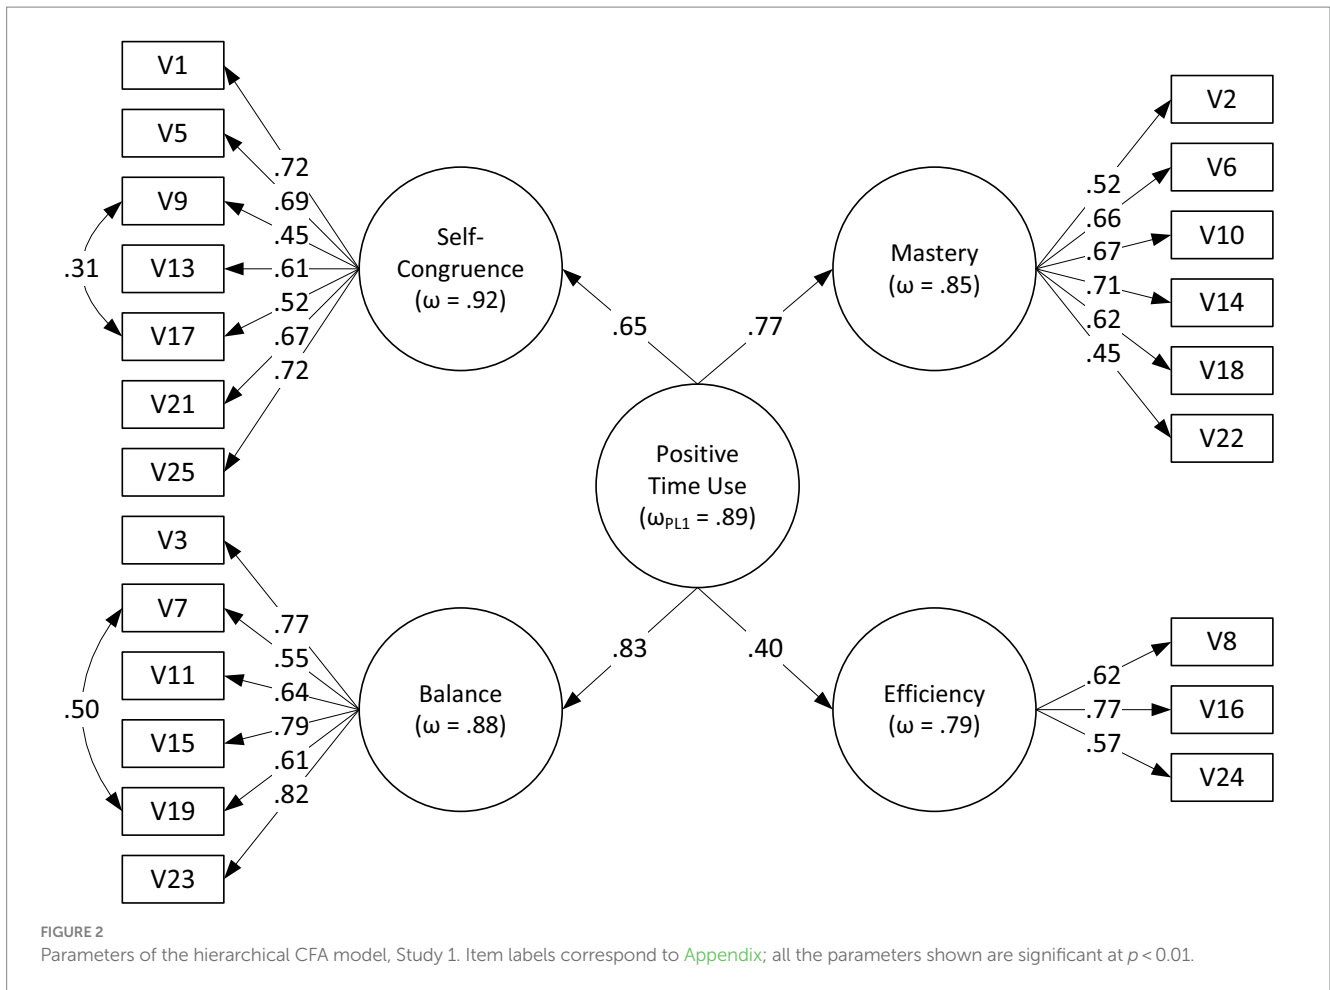 V1
V5
V9
V13
V17
V21
V25
.31
.72
.69
.45
.61
.52
.67
.72
Self-
Congruence
(ω = .92)
.65
.77
Mastery
(ω = .85)
.52
.66
.67
.71
.62
.45
V2
V6
V10
V14
V18
V22
Positive
Time Use
(ωPL1 = .89)
V3
V7
V11
V15
V19
V23
.50
.77
.55
.64
.79
.61
.82
Balance
(ω = .88)
.83
.40
Efficiency
(ω = .79)
.62
.77
.57
V8
V16
V24
FIGURE 2
Parameters of the hierarchical CFA model, Study 1. Item labels correspond to Appendix; all the parameters shown are significant at p < 0.01.